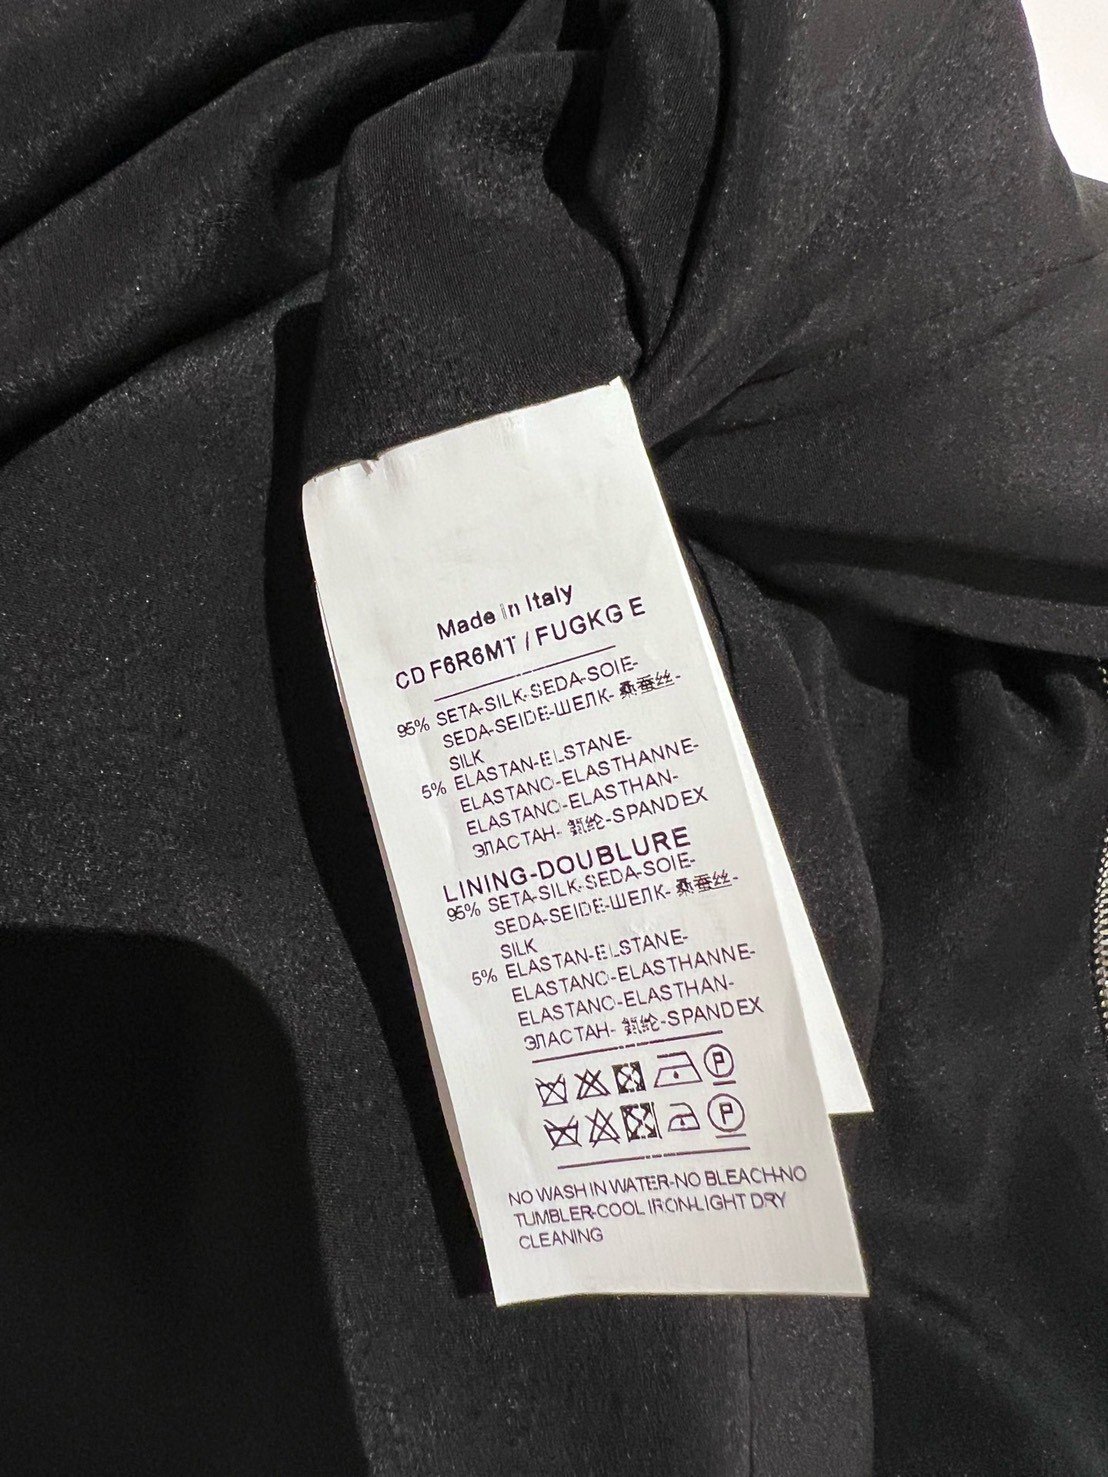 Made in Italy
CD F6R6MT / FUGKG E
95% SETA-SILK-SEDA-SOIE-
SEDA-SEIDE-ШЕЛК-桑蚕丝-
SILK
5% ELASTAN-ELSTANE-
ELASTANO-ELASTHANNE-
ELASTANO-ELASTHAN-
ЭЛАСТАН- 氨纶-SPANDEX
LINING-DOUBLURE
95% SETA-SILK-SEDA-SOIE-
SEDA-SEIDE-ШЕЛК- 桑蚕丝-
SILK
5% ELASTAN-ELSTANE-
ELASTANO-ELASTHANNE-
ELASTANO-ELASTHAN-
ЭЛАСТАН- 氨纶-SPANDEX
P
P
NO WASH IN WATER-NO BLEACH-NO
TUMBLER-COOL IRON-LIGHT DRY
CLEANING